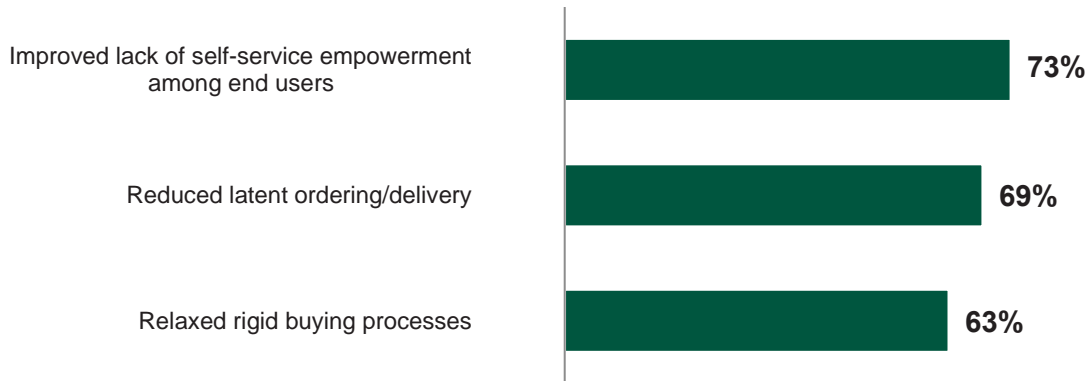 Improved lack of self-service empowerment
among end users
73%
Reduced latent ordering/delivery
69%
Relaxed rigid buying processes
63%